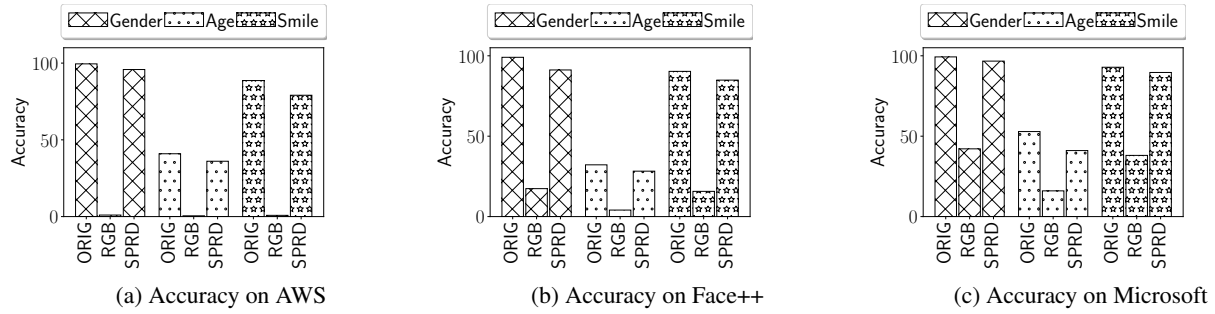 Gender Age Smile
100
50
0
Accuracy
ORIG RGB SPRD ORIG RGB SPRD ORIG RGB SPRD
(a) Accuracy on AWS
Gender Age Smile
100
50
0
Accuracy
ORIG RGB SPRD ORIG RGB SPRD ORIG RGB SPRD
(b) Accuracy on Face++
Gender Age Smile
100
50
0
Accuracy
ORIG RGB SPRD ORIG RGB SPRD ORIG RGB SPRD
(c) Accuracy on Microsoft